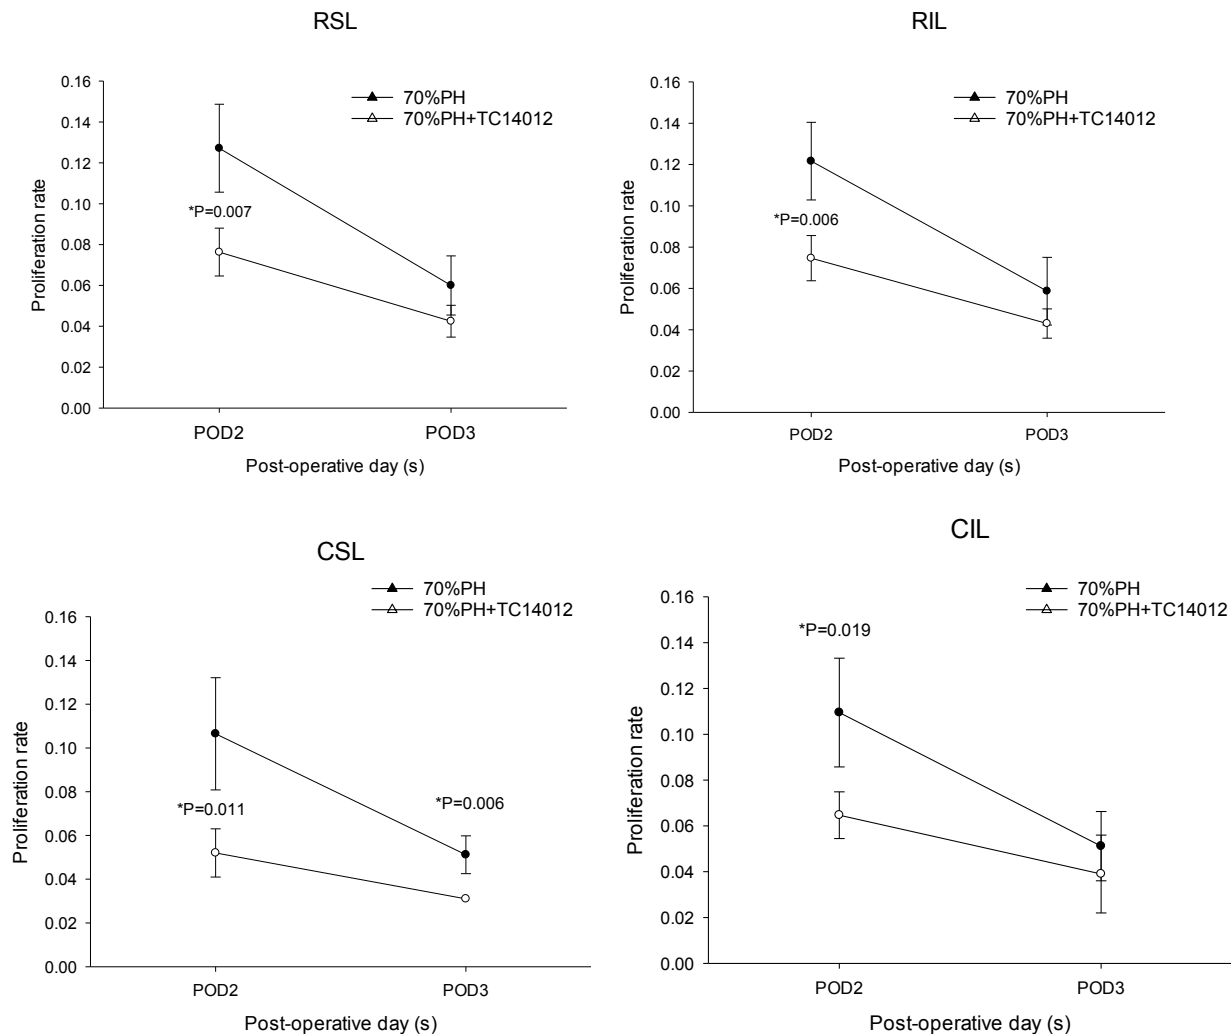 RSL
70%PH
70%PH+TC14012
0.16
0.14
0.12
0.10
0.08
0.06
0.04
0.02
0.00
Proliferation rate
*P=0.007
POD2 POD3
Post-operative day (s)
RIL
70%PH
70%PH+TC14012
0.16
0.14
0.12
0.10
0.08
0.06
0.04
0.02
0.00
Proliferation rate
*P=0.006
POD2 POD3
Post-operative day (s)
CSL
70%PH
70%PH+TC14012
0.16
0.14
0.12
0.10
0.08
0.06
0.04
0.02
0.00
Proliferation rate
*P=0.011
*P=0.006
POD2 POD3
Post-operative day (s)
CIL
70%PH
70%PH+TC14012
0.16
0.14
0.12
0.10
0.08
0.06
0.04
0.02
0.00
Proliferation rate
*P=0.019
POD2 POD3
Post-operative day (s)